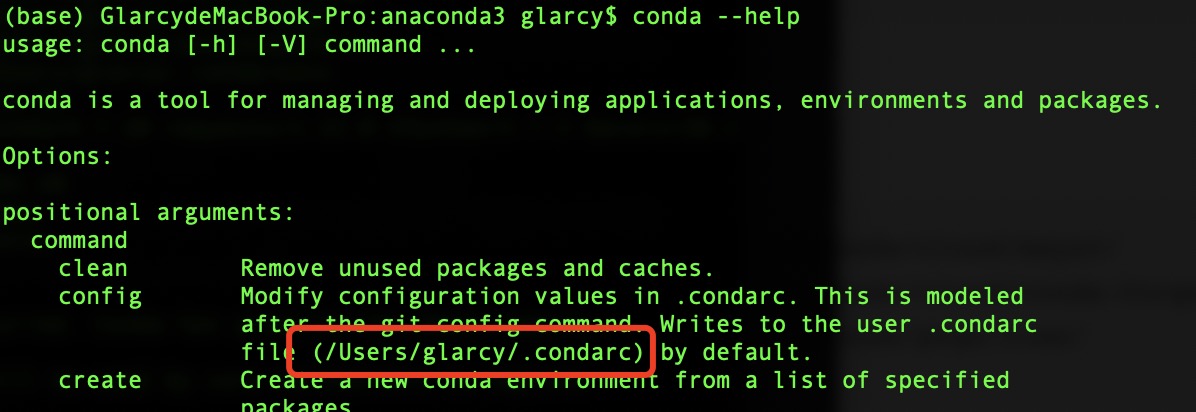 (base) GlarcydeMacBook-Pro:anaconda3 glarcy$ conda --help
usage: conda [-h] [-V] command ...
conda is a tool for managing and deploying applications, environments and packages.
Options:
positional arguments:
command
clean Remove unused packages and caches.
config Modify configuration values in .condarc. This is modeled
after the git config command. Writes to the user .condarc
file (/Users/glarcy/.condarc) by default.
create Create a new conda environment from a list of specified
packages